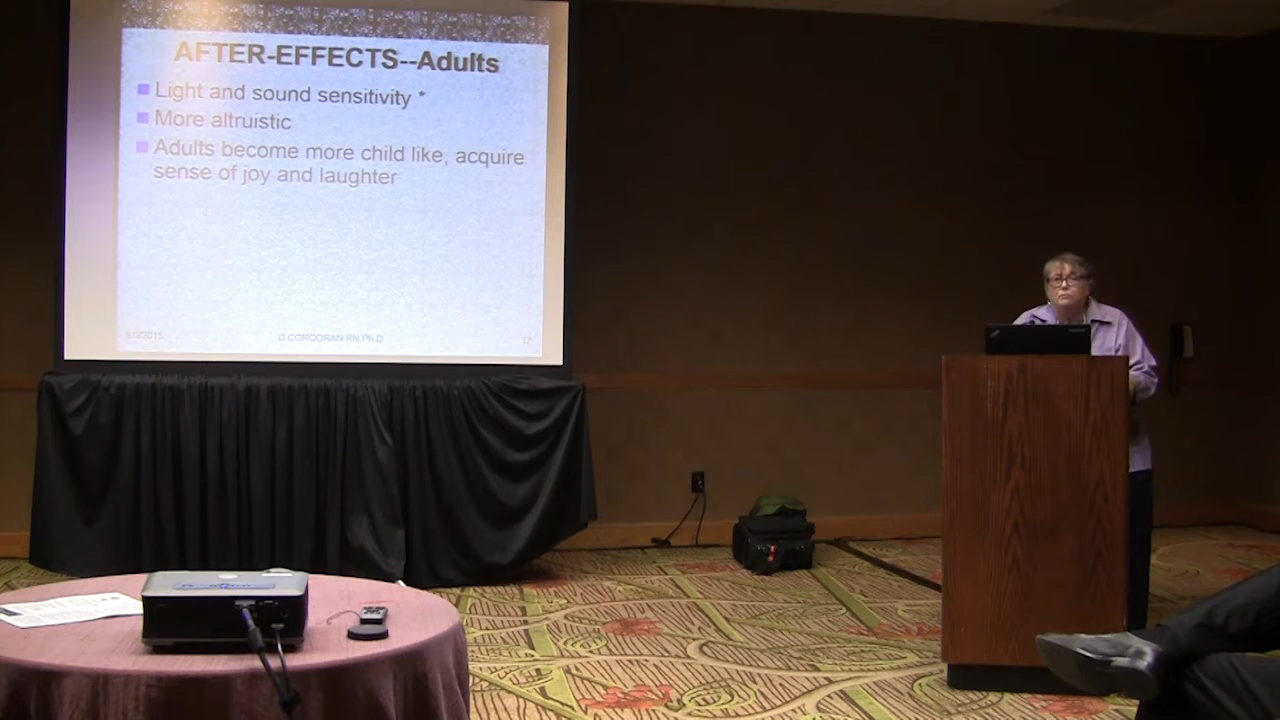 AFTER-EFFECTS--Adults
Light and sound sensitivity *
More altruistic
Adults become more child like, acquire
sense of joy and laughter
D.CORCORAN RN,Ph.D
17